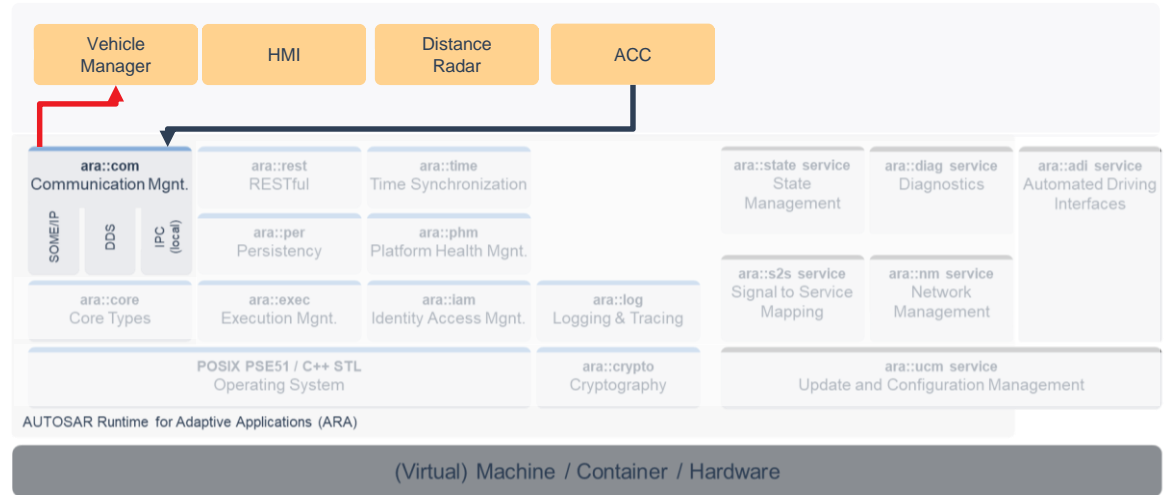 Vehicle
Manager
HMI
Distance
Radar
ACC
ara::com
Communication Mgnt.
SOME/IP
DDS
IPC
(local)
ara::rest
RESTful
ara::time
Time Synchronization
ara::per
Persistency
ara::phm
Platform Health Mgnt.
ara::core
Core Types
ara::exec
Execution Mgnt.
ara::iam
Identity Access Mgnt.
ara::log
Logging & Tracing
ara::state service
State
Management
ara::diag service
Diagnostics
ara::adi service
Automated Driving
Interfaces
ara::s2s service
Signal to Service
Mapping
ara::nm service
Network
Management
POSIX PSE51 / C++ STL
Operating System
ara::crypto
Cryptography
ara::ucm service
Update and Configuration Management
AUTOSAR Runtime for Adaptive Applications (ARA)
(Virtual) Machine / Container / Hardware